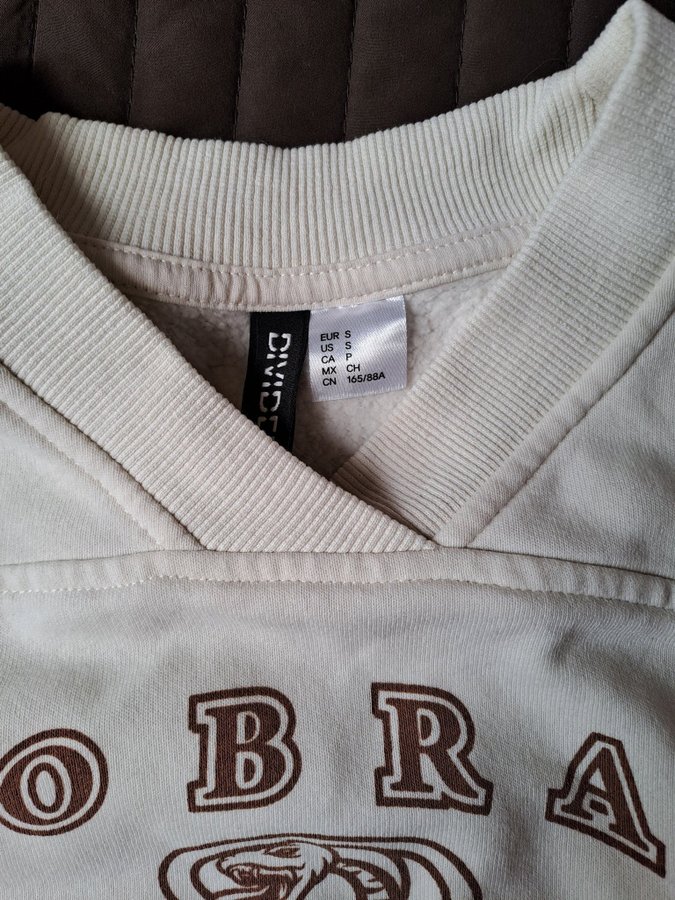 DIVIDE
EUR S
US S
CA P
MX CH
CN 165/88A
OBRA